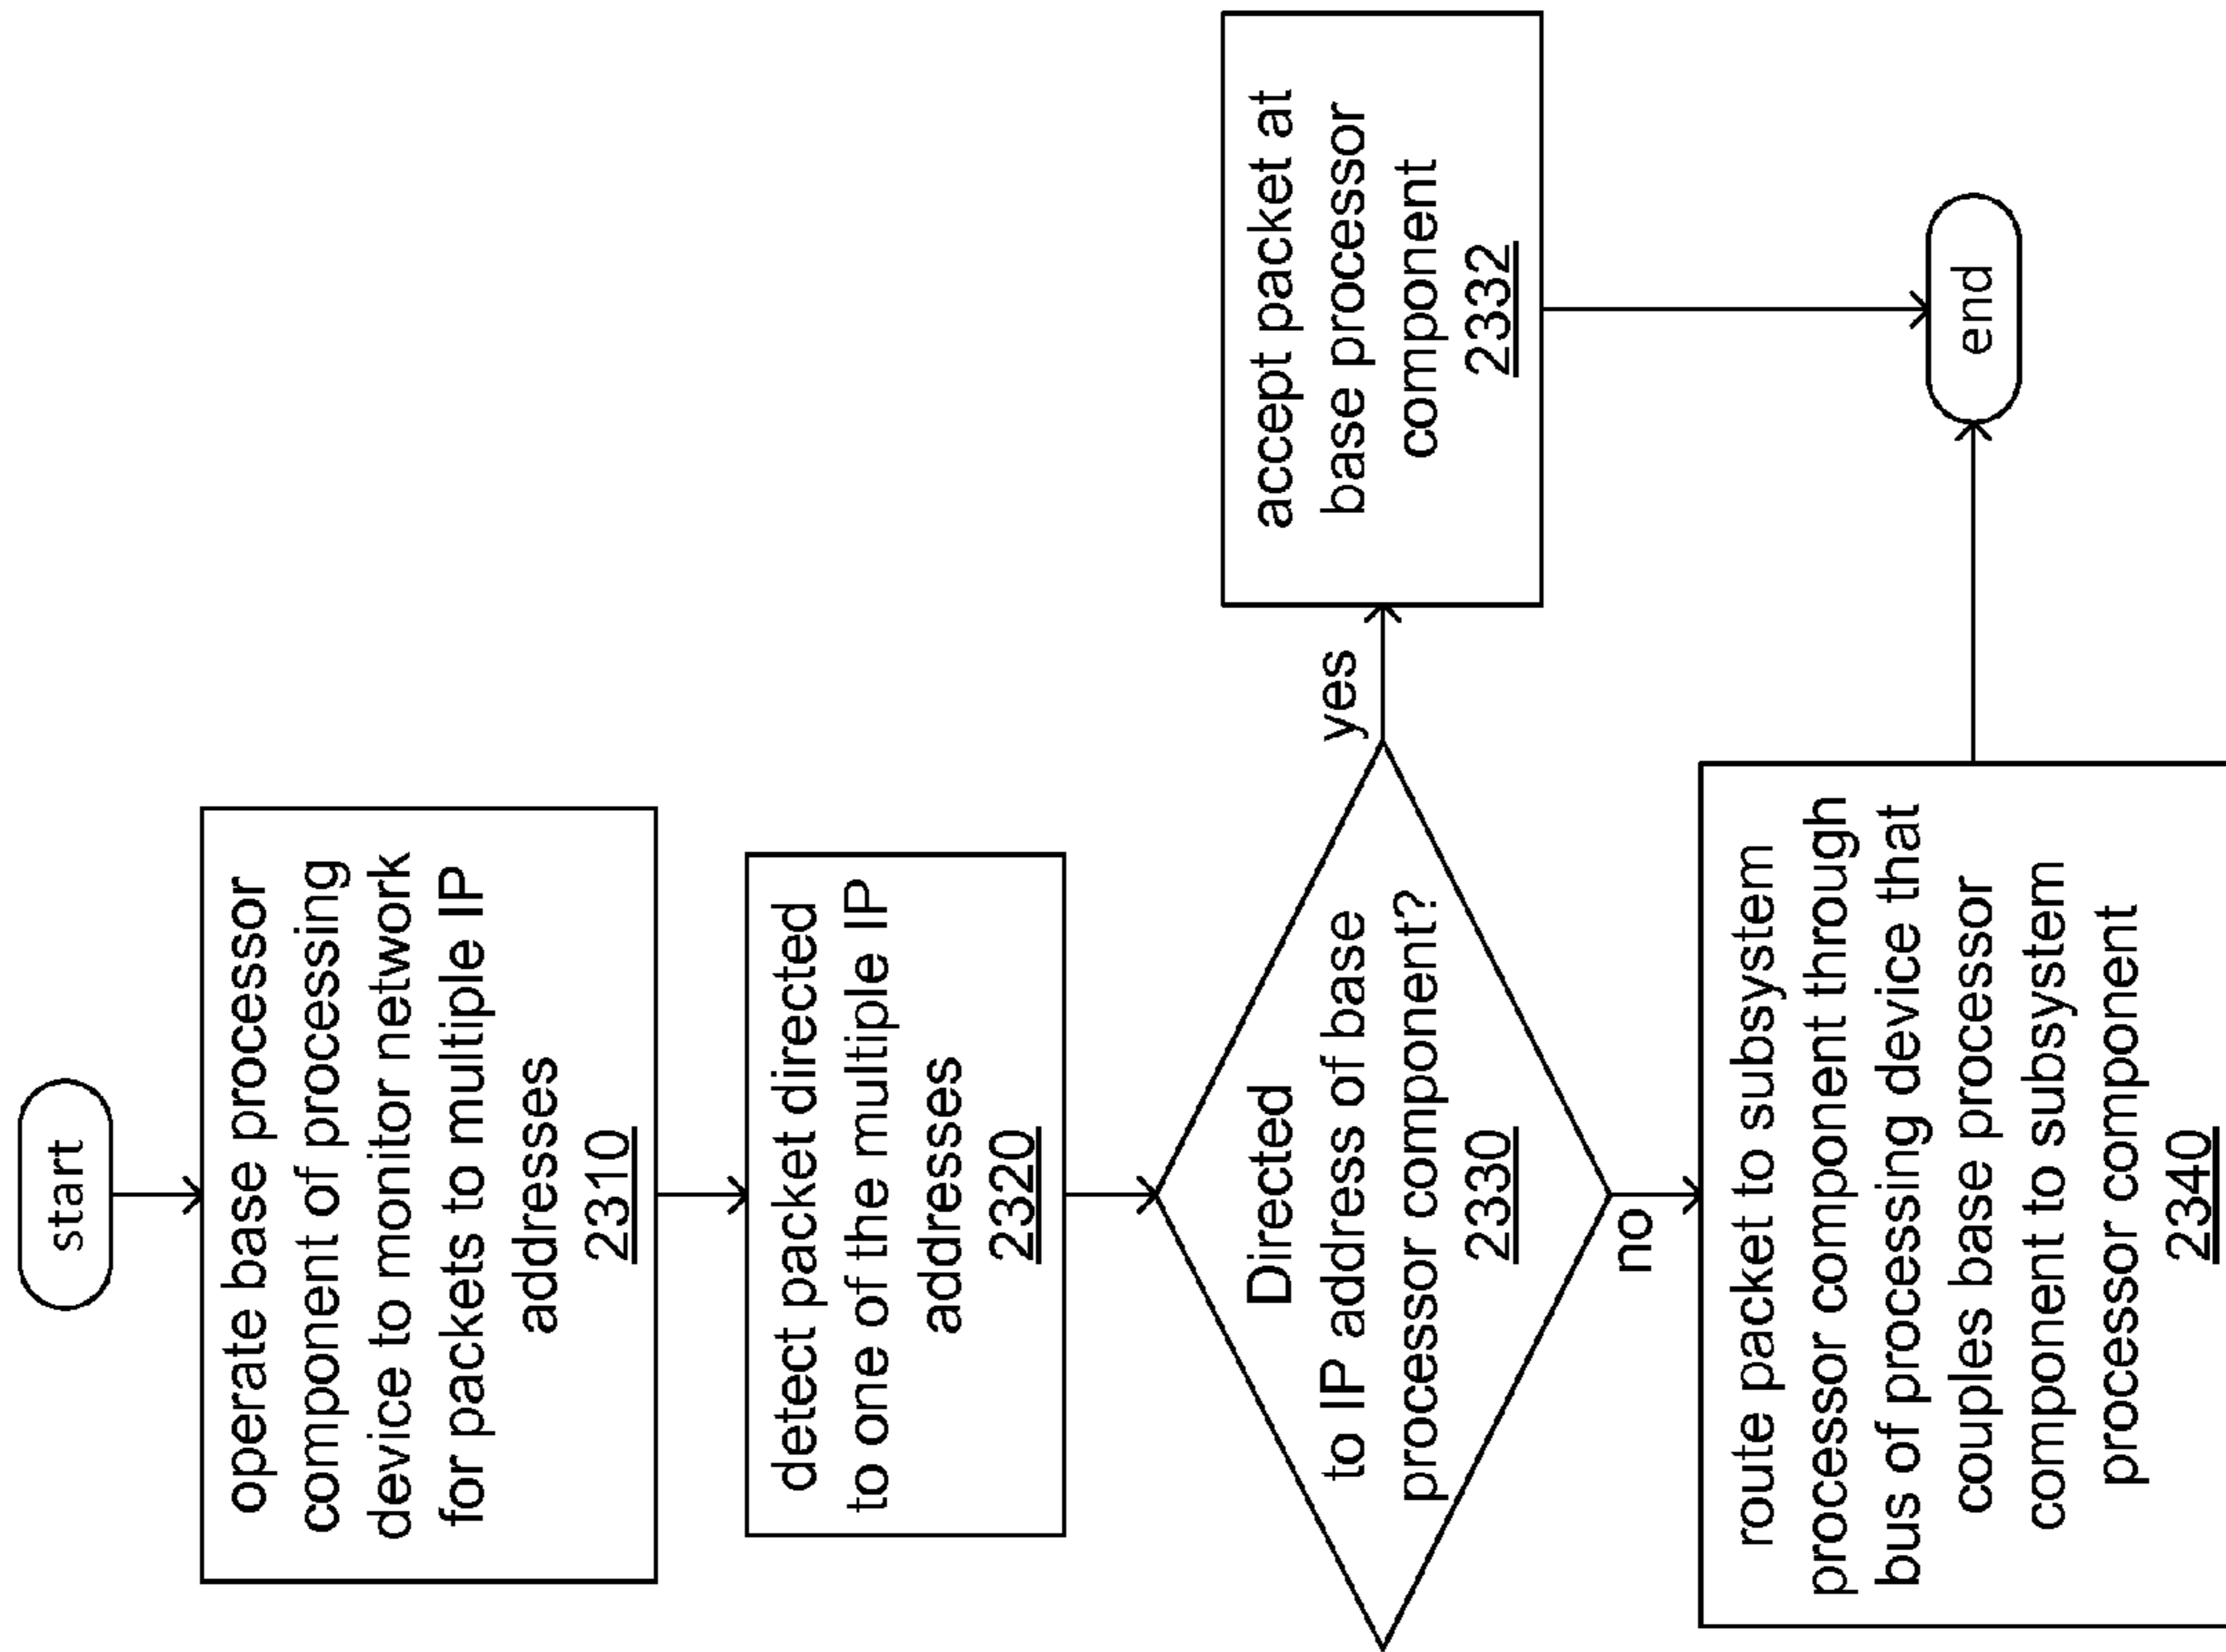 start
operate base processor
component of processing
device to monitor network
for packets to multiple IP
addresses
2310
detect packet directed
to one of the multiple IP
addresses
2320
Directed
to IP address of base
processor component?
2330
yes
accept packet at
base processor
component
2332
no
route packet to subsystem
processor component through
bus of processing device that
couples base processor
component to subsystem
processor component
2340
end